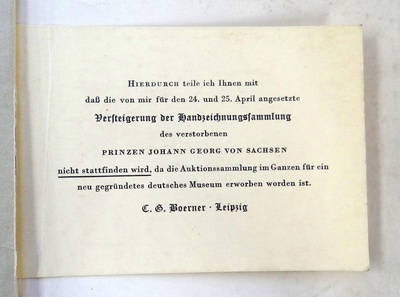 Hierdurch teile ich Ihnen mit
daß die von mir für den 24. und 25. April angesetzte
Versteigerung der Handzeichnungssammlung
des verstorbenen
PRINZEN JOHANN GEORG VON SACHSEN
nicht stattfinden wird, da die Auktionssammlung im Ganzen für ein
neu gegründetes deutsches Museum erworben worden ist.
C. G. Boerner · Leipzig